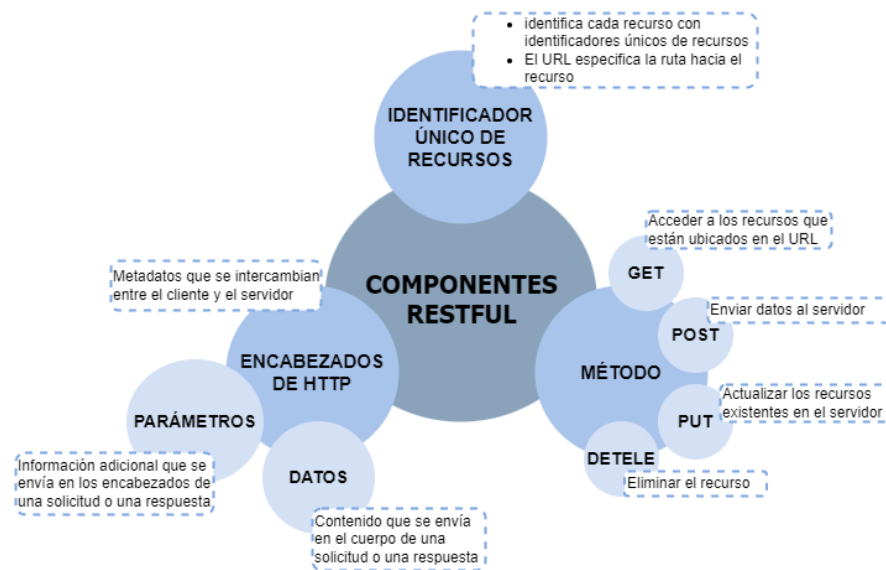 identifica cada recurso con
identificadores únicos de recursos
El URL especifica la ruta hacia el
recurso
IDENTIFICADOR
ÚNICO DE
RECURSOS
COMPONENTES
RESTFUL
Metadatos que se intercambian
entre el cliente y el servidor
ENCABEZADOS
DE HTTP
PARÁMETROS
Información adicional que se
envía en los encabezados de
una solicitud o una respuesta
DATOS
Contenido que se envía
en el cuerpo de una
solicitud o una respuesta
MÉTODO
Acceder a los recursos que
están ubicados en el URL
GET
Enviar datos al servidor
POST
Actualizar los recursos
existentes en el servidor
PUT
DETELE
Eliminar el recurso